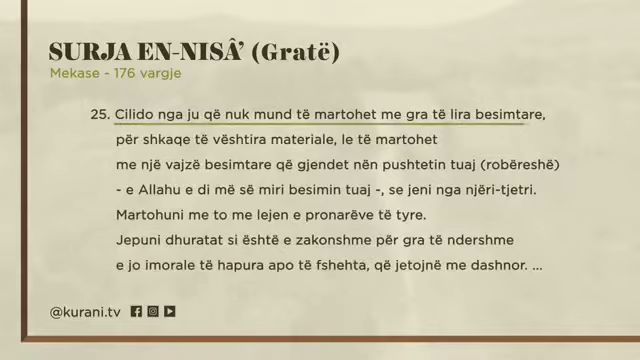 SURJA EN-NISÂ’ (Gratë)
Mekase - 176 vargje
25. Cilido nga ju që nuk mund të martohet me gra të lira besimtare,
për shkaqe të vështira materiale, le të martohet
me një vajzë besimtare që gjendet nën pushtetin tuaj (robëreshë)
- e Allahu e di më së miri besimin tuaj -, se jeni nga njëri-tjetri.
Martohuni me to me lejen e pronarëve të tyre.
Jepuni dhuratat si është e zakonshme për gra të ndershme
e jo imorale të hapura apo të fshehta, që jetojnë me dashnor. ...
@kurani.tv